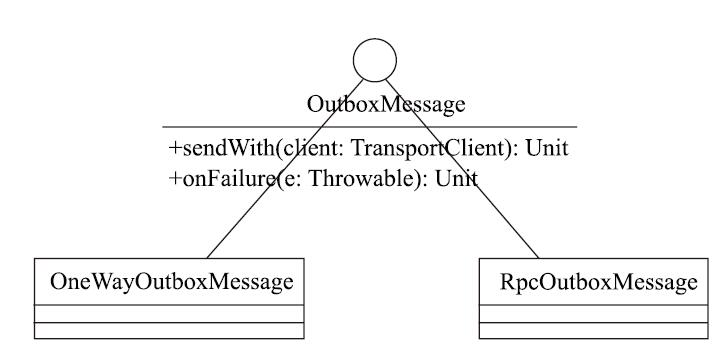 OutboxMessage
+sendWith(client: TransportClient): Unit
+onFailure(e: Throwable): Unit
OneWayOutboxMessage
RpcOutboxMessage